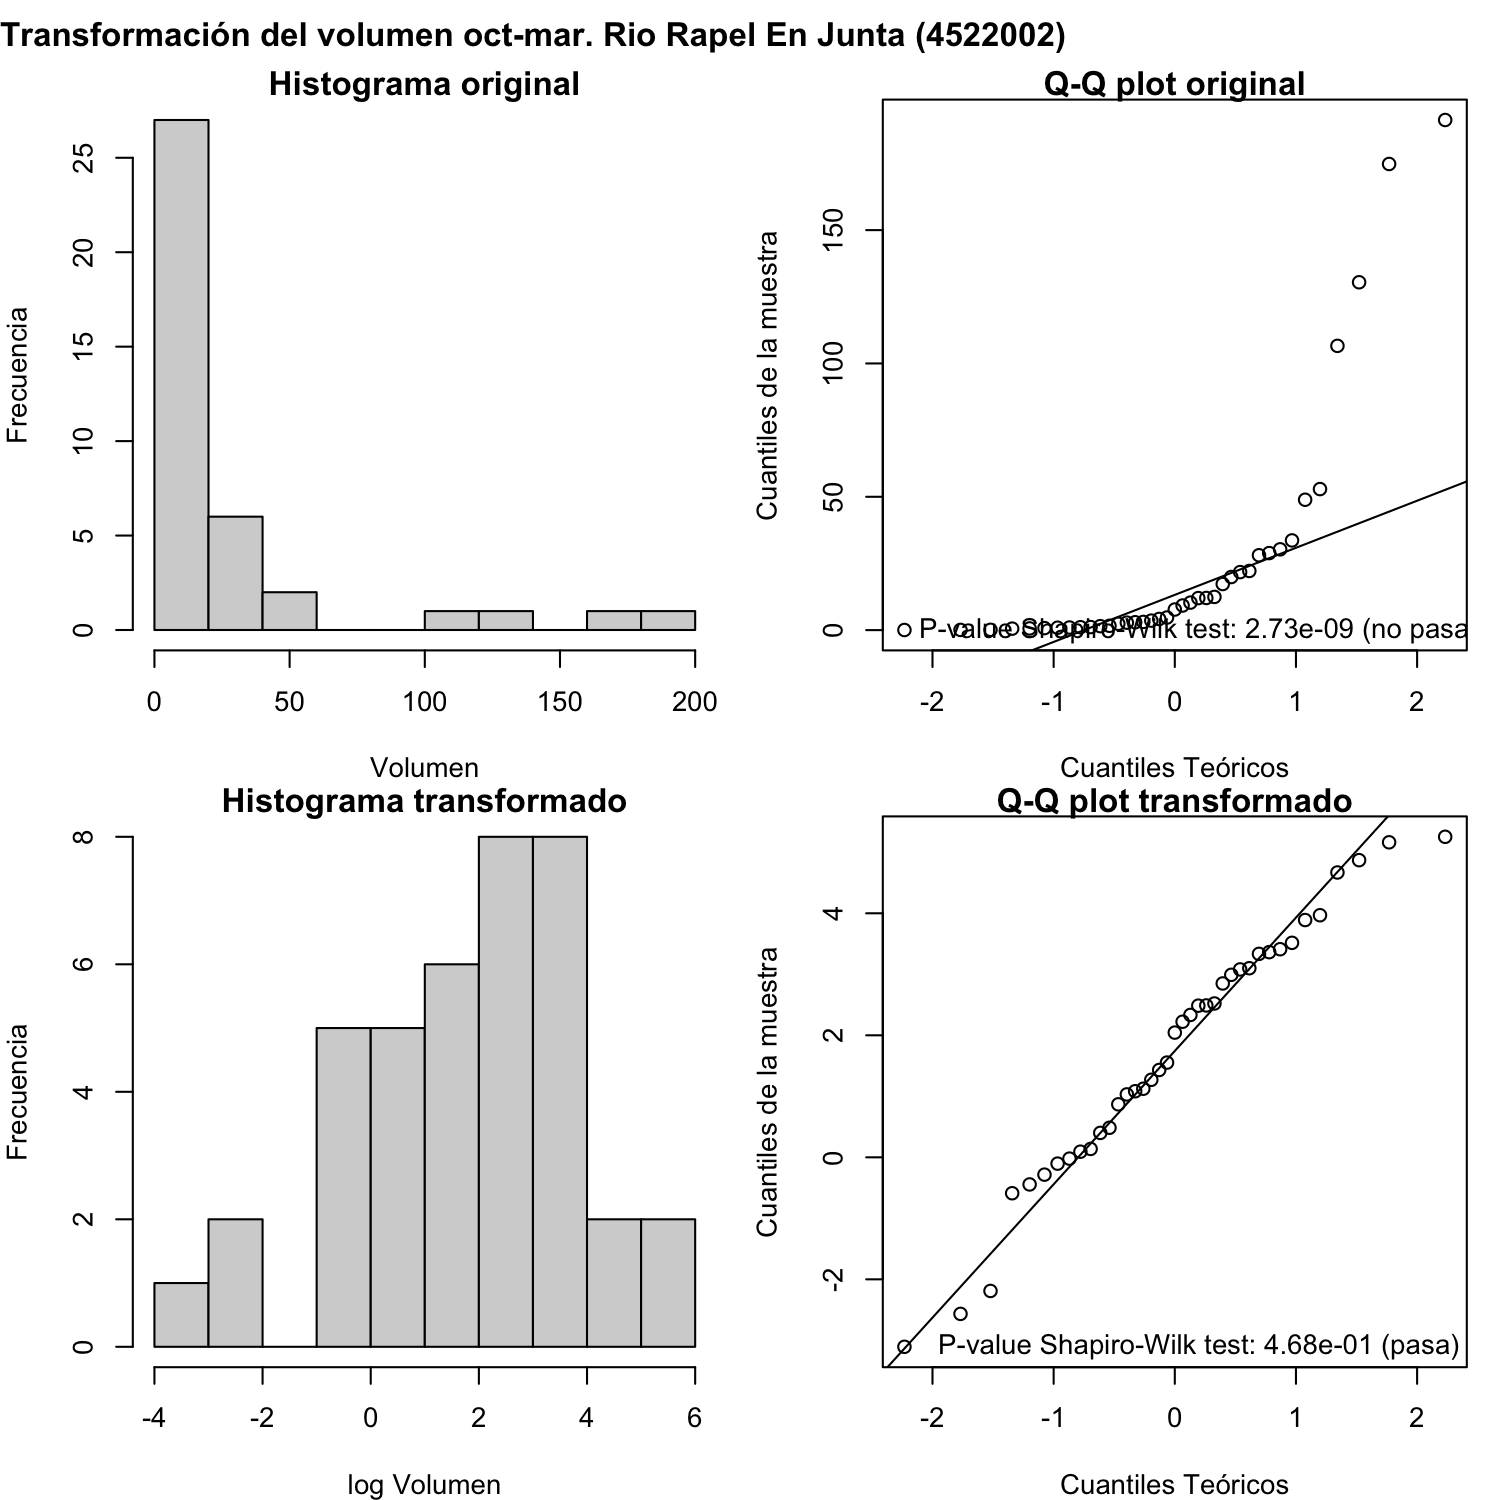 Transformación del volumen oct-mar. Rio Rapel En Junta (4522002)
Histograma original
Frecuencia
0 5 10 15 20 25
0 50 100 150 200
Volumen
Q-Q plot original
Cuantiles de la muestra
0 50 100 150
P-value Shapiro-Wilk test: 2.73e-09 (no pasa
-2 -1 0 1 2
Cuantiles Teóricos
Histograma transformado
Frecuencia
0 2 4 6 8
-4 -2 0 2 4 6
log Volumen
Q-Q plot transformado
Cuantiles de la muestra
-2 0 2 4
P-value Shapiro-Wilk test: 4.68e-01 (pasa)
-2 -1 0 1 2
Cuantiles Teóricos